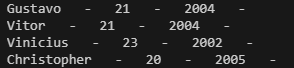 Gustavo - 21 - 2004 -
Vitor - 21 - 2004 -
Vinicius - 23 - 2002 -
Christopher - 20 - 2005 -